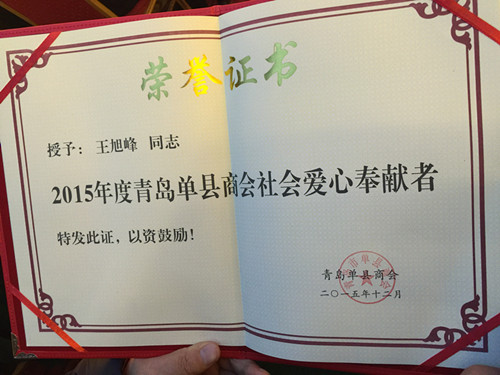 荣誉证书
授予：王旭峰 同志
2015年度青岛单县商会社会爱心奉献者
特发此证，以资鼓励！
青岛单县商会
二〇一五年十二月